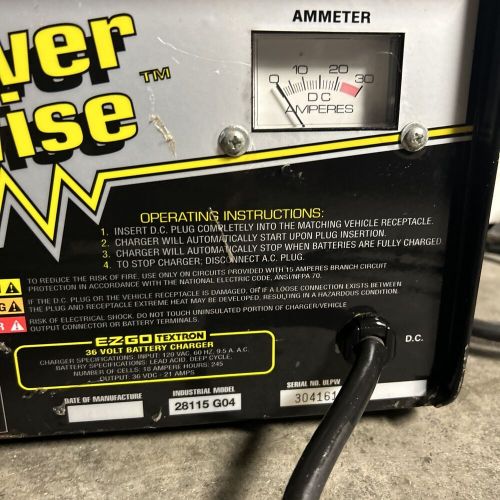 AMMETER
wer
ise
TM
0 10 20 30
D C
AMPERES
OPERATING INSTRUCTIONS:
1. INSERT D.C. PLUG COMPLETELY INTO THE MATCHING VEHICLE RECEPTACLE.
2. CHARGER WILL AUTOMATICALLY START UPON PLUG INSERTION.
3. CHARGER WILL AUTOMATICALLY STOP WHEN BATTERIES ARE FULLY CHARGED
4. TO STOP CHARGER; DISCONNECT A.C. PLUG.
TO REDUCE THE RISK OF FIRE. USE ONLY ON CIRCUITS PROVIDED WITH 15 AMPERES BRANCH CIRCUIT
PROTECTION IN ACCORDANCE WITH THE NATIONAL ELECTRIC CODE, ANSI/NFPA 70.
IF THE D.C. PLUG OR THE VEHICLE RECEPTACLE IS DAMAGED, OR IF A LOOSE CONNECTION EXISTS BETWEEN
THE PLUG AND RECEPTACLE EXTREME HEAT MAY BE DEVELOPED, RESULTING IN A HAZARDOUS CONDITION.
RISK OF ELECTRICAL SHOCK. DO NOT TOUCH UNINSULATED PORTION OF CHARGER/VEHICLE
OUTPUT CONNECTOR OR BATTERY TERMINALS.
E-Z-GO TEXTRON
36 VOLT BATTERY CHARGER
CHARGER SPECIFICATIONS: INPUT: 120 VAC, 60 HZ, 9.5 A. AC.
BATTERY SPECIFICATIONS: LEAD ACID, DEEP CYCLE,
NUMBER OF CELLS: 18 AMPERE HOURS: 245
OUTPUT: 36 VDC - 21 AMPS
D.C.
DATE OF MANUFACTURE
INDUSTRIAL MODEL
28115 G04
SERIAL NO. ULPW
304161